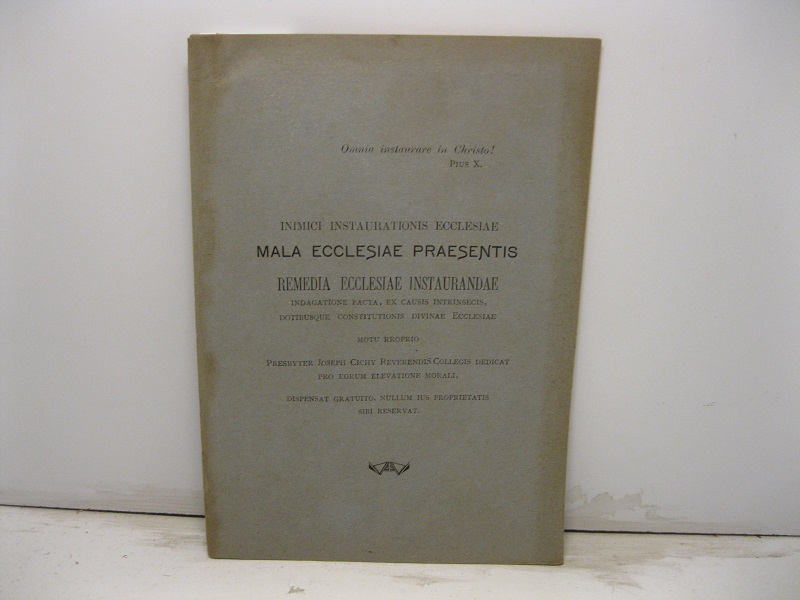 Omnia instaurare in Christo!
Pius X.
INIMICI INSTAURATIONIS ECCLESIAE
MALA ECCLESIAE PRAESENTIS
REMEDIA ECCLESIAE INSTAURANDAE
INDAGATIONE FACTA, EX CAUSIS INTRINSECIS,
DOTIBUSQUE CONSTITUTIONIS DIVINAE ECCLESIAE
MOTU PROPRIO
PRESBYTER JOSEPH CICHY REVERENDIS COLLEGIS DEDICAT
PRO EORUM ELEVATIONE MORALI.
DISPENSAT GRATUITO, NULLUM IUS PROPRIETATIS
SIBI RESERVAT.